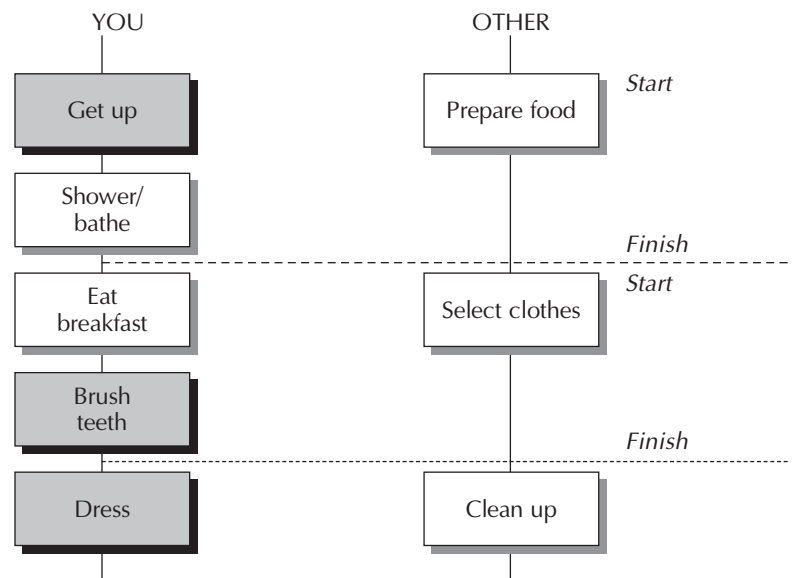 YOU
OTHER
Get up
Prepare food
Start
Shower/
bathe
Finish
Eat
breakfast
Select clothes
Start
Brush
teeth
Finish
Dress
Clean up